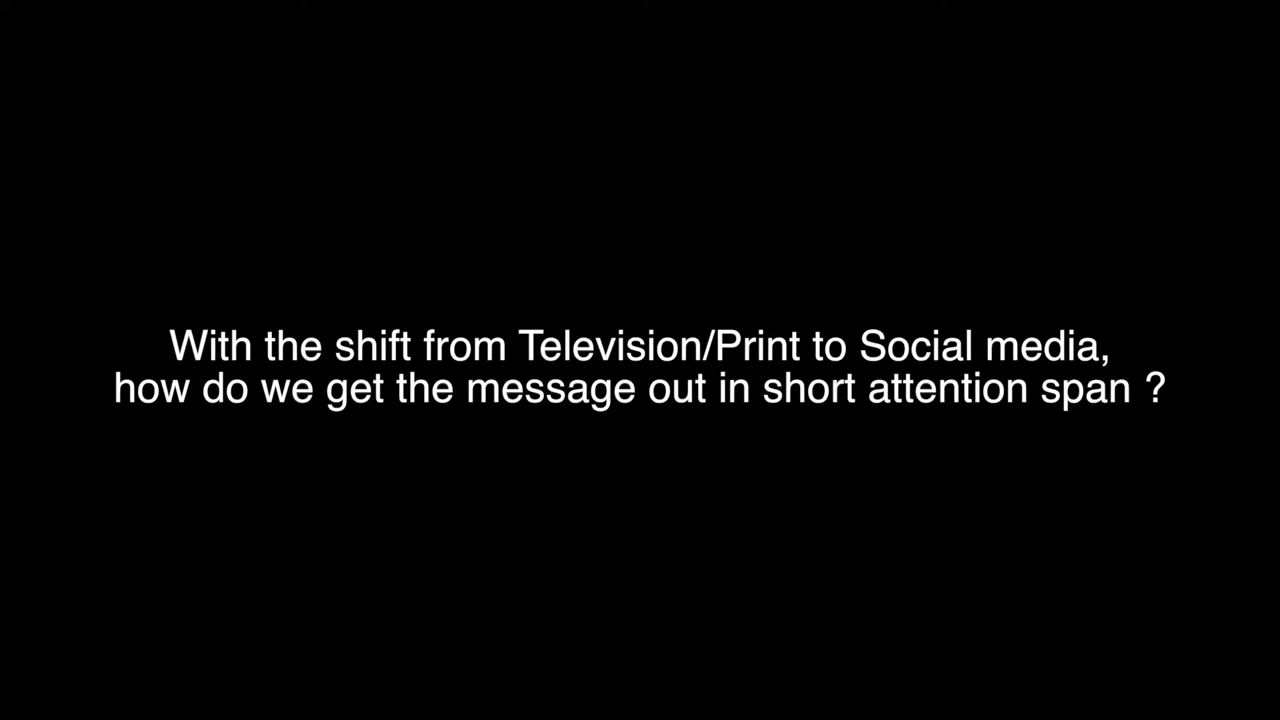 With the shift from Television/Print to Social media,
how do we get the message out in short attention span ?